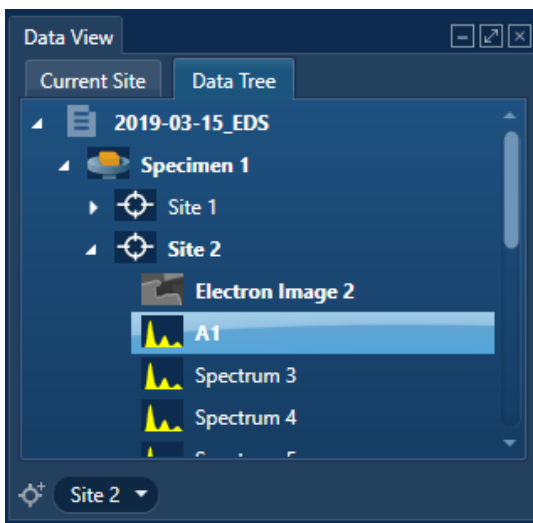 Data View
Current Site Data Tree
2019-03-15_EDS
Specimen 1
Site 1
Site 2
Electron Image 2
A1
Spectrum 3
Spectrum 4
Site 2